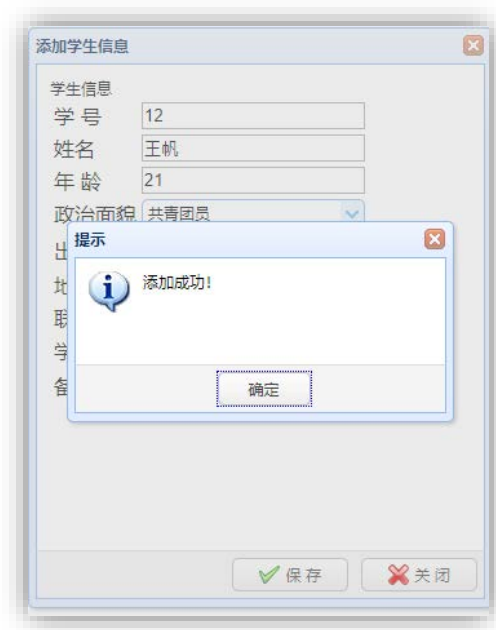 添加学生信息
学生信息
学号 12
姓名 王帆
年龄 21
政治面貌 共青团员
提示
添加成功!
确定
保存 关闭